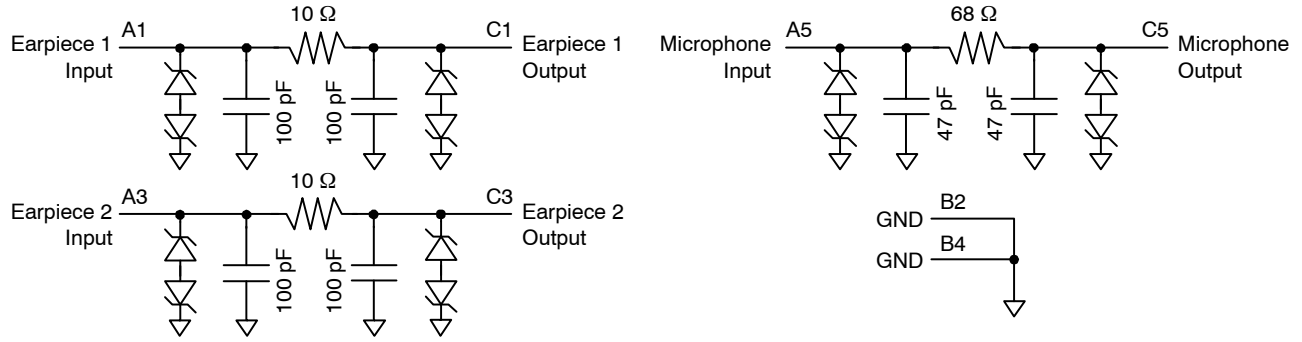 10 Ω
Earpiece 1
Input
A1
C1
Earpiece 1
Output
100 pF
100 pF
10 Ω
Earpiece 2
Input
A3
C3
Earpiece 2
Output
100 pF
100 pF
68 Ω
Microphone
Input
A5
C5
Microphone
Output
47 pF
47 pF
GND B2
GND B4